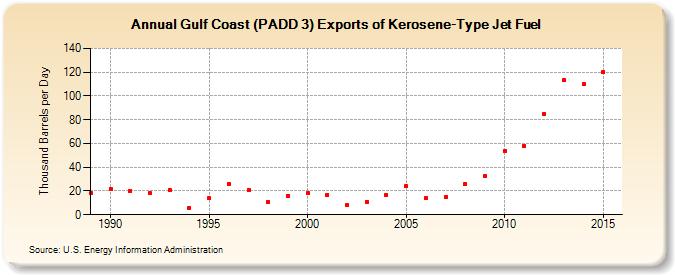 Annual Gulf Coast (PADD 3) Exports of Kerosene-Type Jet Fuel
Thousand Barrels per Day
140
120
100
80
60
40
20
0
1990 1995 2000 2005 2010 2015
Source: U.S. Energy Information Administration